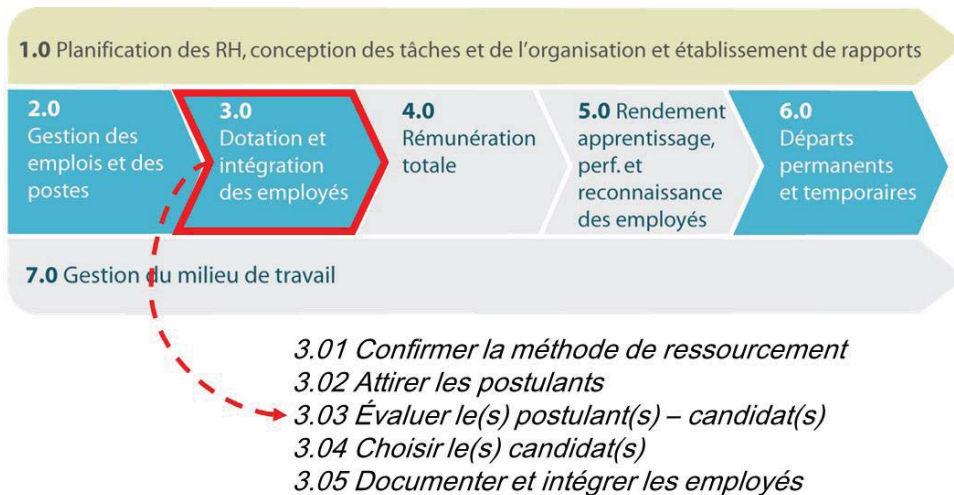 1.0 Planification des RH, conception des tâches et de l'organisation et établissement de rapports
2.0
Gestion des
emplois et des
postes
3.0
Dotation et
intégration
des employés
4.0
Rémunération
totale
5.0 Rendement
apprentissage,
perf. et
reconnaissance
des employés
6.0
Départs
permanents
et temporaires
7.0 Gestion du milieu de travail
3.01 Confirmer la méthode de ressourcement
3.02 Attirer les postulants
3.03 Évaluer le(s) postulant(s) – candidat(s)
3.04 Choisir le(s) candidat(s)
3.05 Documenter et intégrer les employés